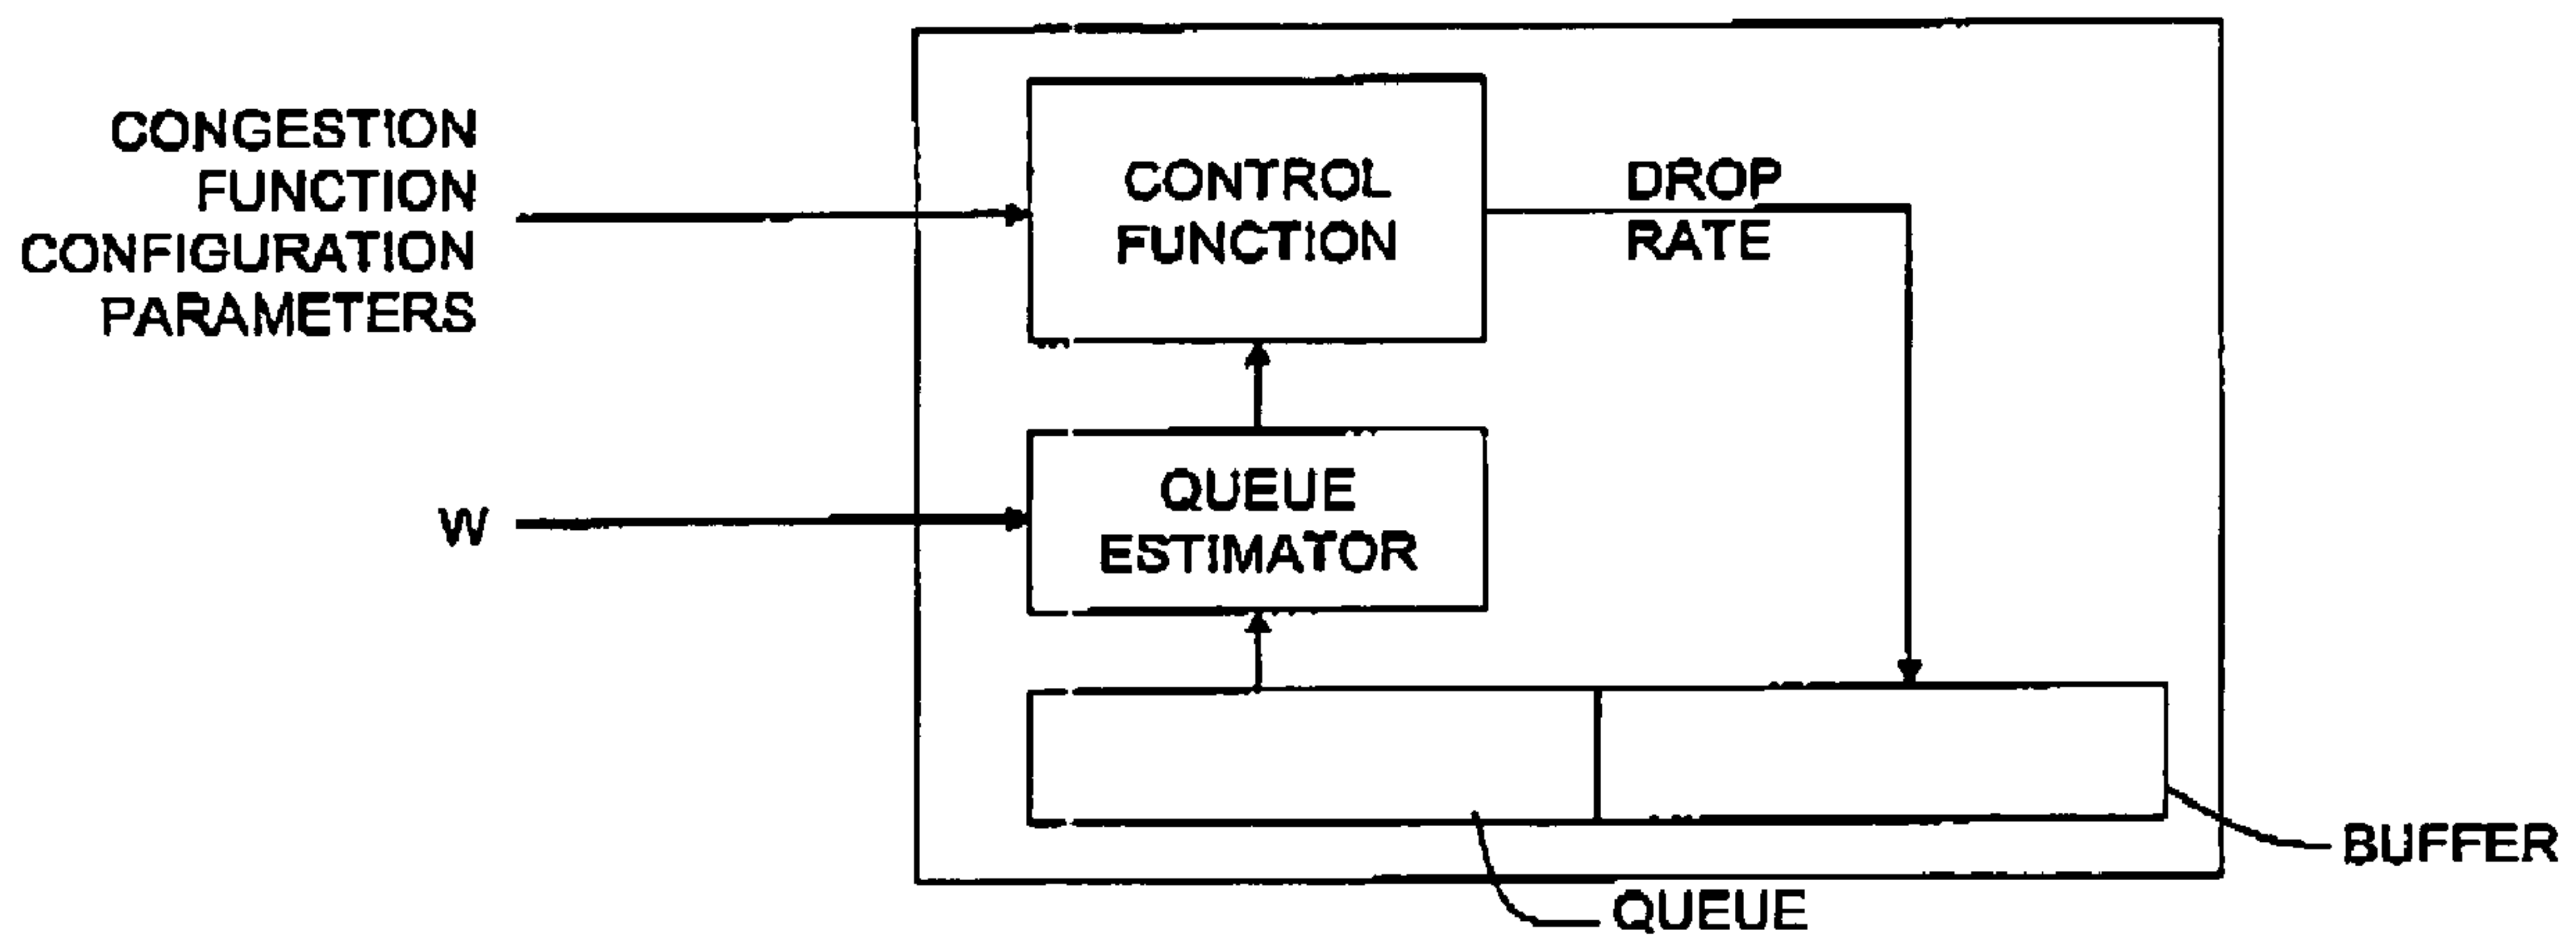 CONGESTION
FUNCTION
CONFIGURATION
PARAMETERS
CONTROL
FUNCTION
DROP
RATE
W
QUEUE
ESTIMATOR
BUFFER
QUEUE